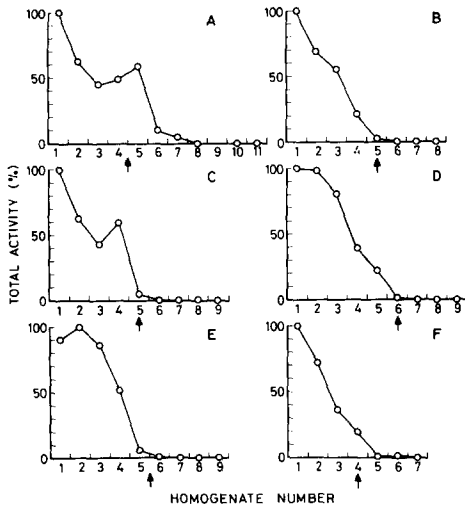 A
100
50
0
1 2 3 4 5 6 7 8 9 10 11
B
100
50
0
1 2 3 4 5 6 7 8
C
100
50
0
1 2 3 4 5 6 7 8 9
D
100
50
0
1 2 3 4 5 6 7 8 9
E
100
50
0
1 2 3 4 5 6 7 8 9
F
100
50
0
1 2 3 4 5 6 7
TOTAL ACTIVITY (%)
HOMOGENATE NUMBER